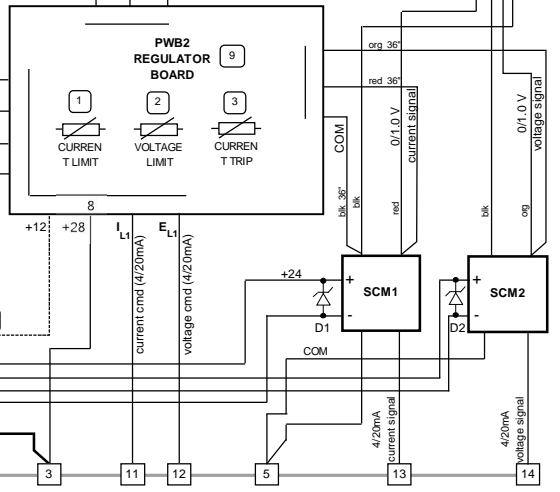 PWB2
REGULATOR
BOARD
9
1
2
3
CURREN
T LIMIT
VOLTAGE
LIMIT
CURREN
T TRIP
8
+12
+28
IL1
EL1
current cmd (4/20mA)
voltage cmd (4/20mA)
org 36"
red 36"
COM
blk 36"
blk
red
0/1.0 V
current signal
blk
org
0/1.0 V
voltage signal
+24
+
SCM1
-
D1
+
SCM2
-
D2
COM
4/20mA
current signal
4/20mA
voltage signal
3
11
12
5
13
14